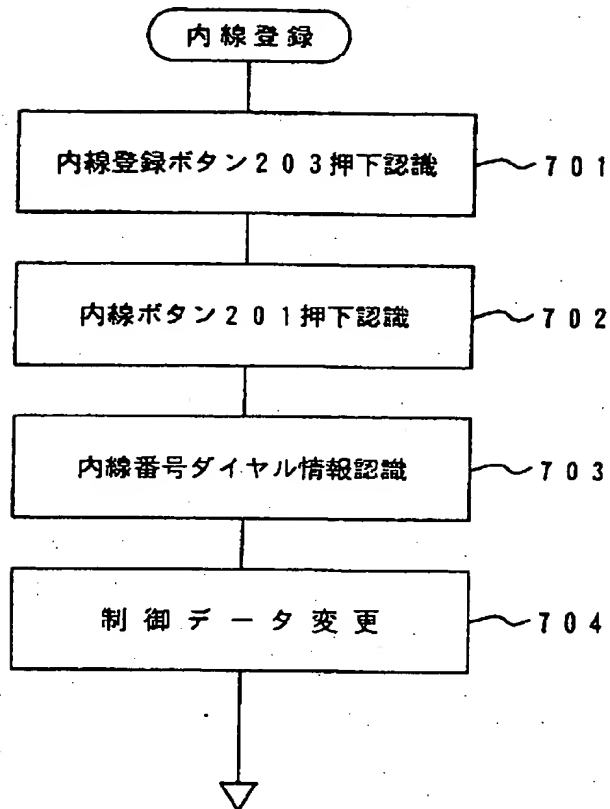 内線登録
内線登録ボタン203押下認識
701
内線ボタン201押下認識
702
内線番号ダイヤル情報認識
703
制御データ変更
704